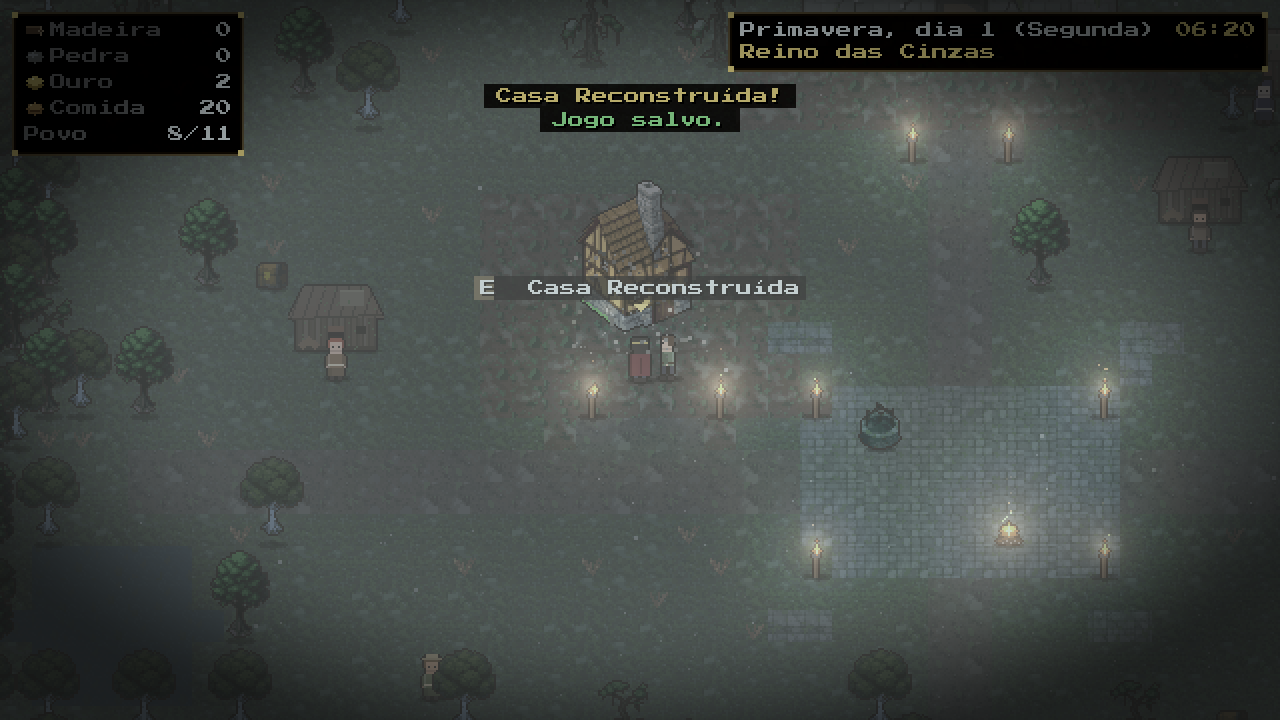 Madeira 0
Pedra 0
Ouro 2
Comida 20
Povo 8/11
Primavera, dia 1 (Segunda) 06:20
Reino das Cinzas
Casa Reconstruída!
Jogo salvo.
E Casa Reconstruída